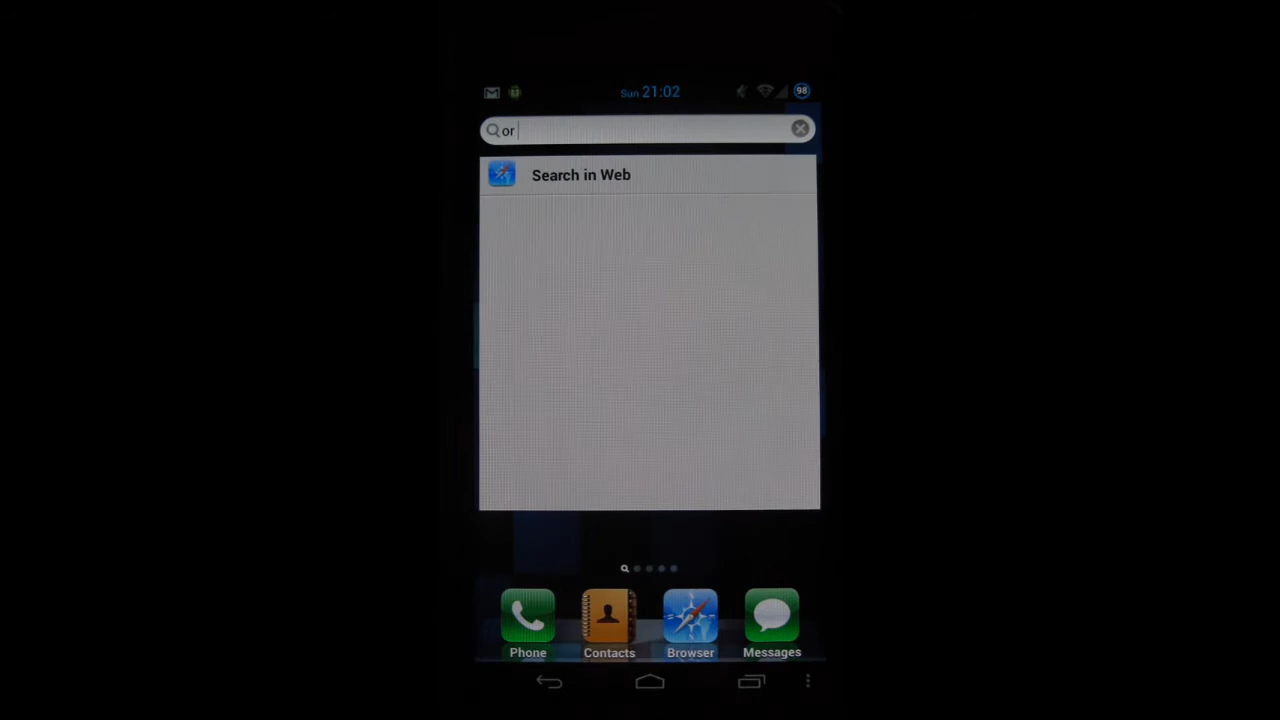 Sun 21:02
98
or
Search in Web
Phone
Contacts
Browser
Messages